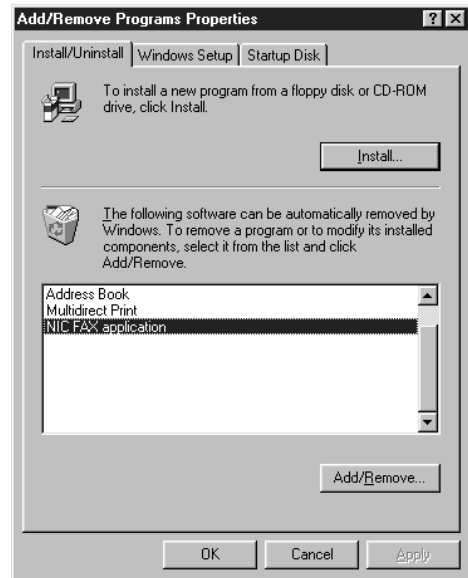 Add/Remove Programs Properties
Install/Uninstall Windows Setup Startup Disk
To install a new program from a floppy disk or CD-ROM
drive, click Install.
Install...
The following software can be automatically removed by
Windows. To remove a program or to modify its installed
components, select it from the list and click
Add/Remove.
Address Book
Multidirect Print
NIC FAX application
Add/Remove...
OK Cancel Apply